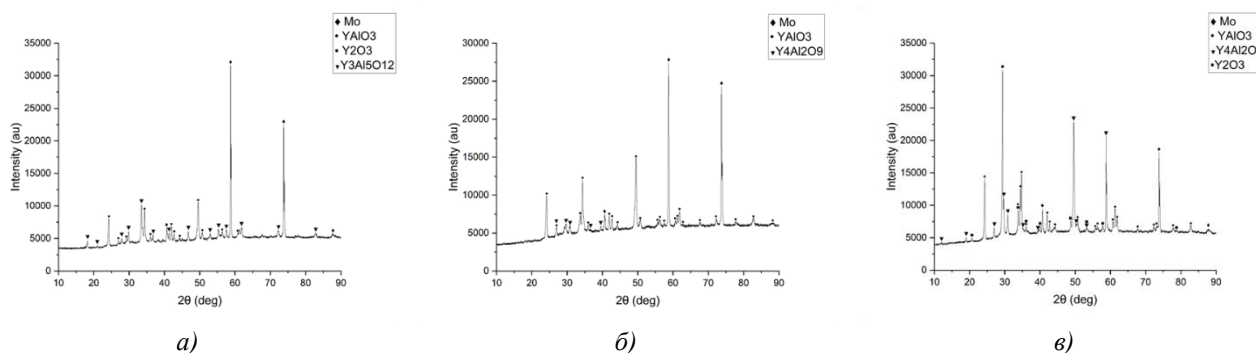 Mo
YAlO3
Y2O3
Y3Al5O12
35000
30000
25000
20000
15000
10000
5000
0
Intensity (au)
10 20 30 40 50 60 70 80 90
2θ (deg)
а)
Mo
YAlO3
Y4Al2O9
30000
25000
20000
15000
10000
5000
0
Intensity (au)
10 20 30 40 50 60 70 80 90
2θ (deg)
б)
Mo
YAlO3
Y4Al2O
Y2O3
35000
30000
25000
20000
15000
10000
5000
0
Intensity (au)
10 20 30 40 50 60 70 80 90
2θ (deg)
в)